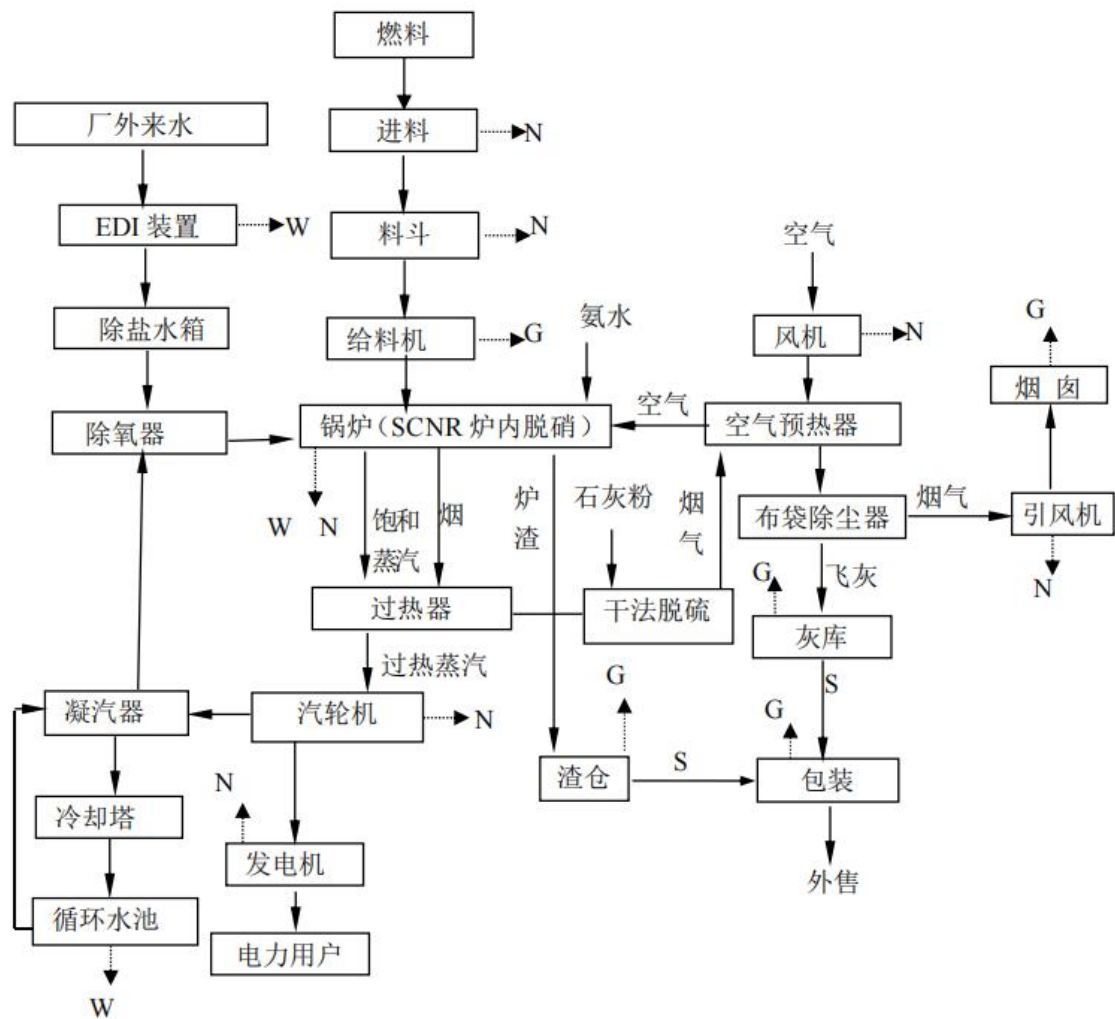 燃料
厂外来水
进料
N
EDI 装置
W
料斗
N
空气
除盐水箱
给料机
G
氨水
风机
N
G
烟 囱
除氧器
锅炉（SCNR 炉内脱硝）
空气
空气预热器
W
N
饱和
蒸汽
烟
炉
渣
石灰粉
烟
气
布袋除尘器
烟气
引风机
N
过热器
干法脱硫
G
飞灰
灰库
过热蒸汽
凝汽器
汽轮机
N
G
S
G
渣仓
S
包装
N
冷却塔
发电机
外售
循环水池
电力用户
W